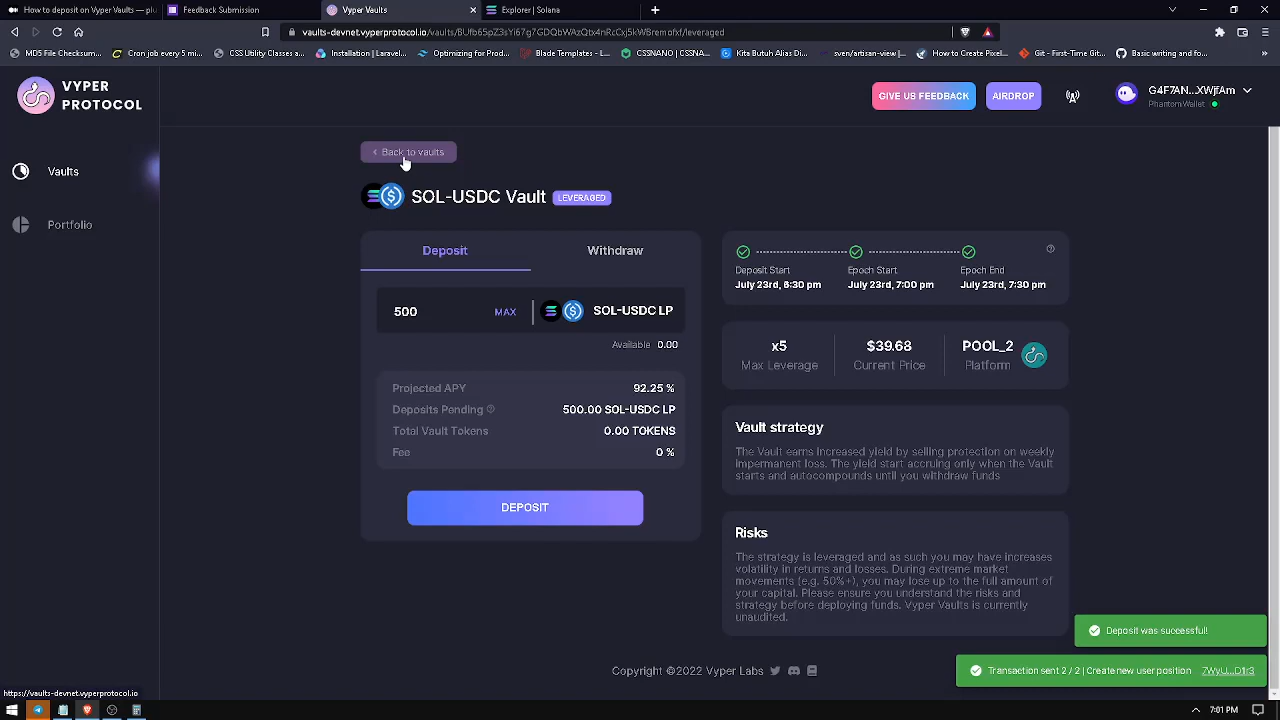 How to deposit on Vyper Vaults — plu
Feedback Submission
Vyper Vaults
Explorer | Solana
vaults-devnet.vyperprotocol.io/vaults/
/leveraged
MD5 File Checksum...
Cron job every 5 min...
CSS Utility Classes a...
Installation | Laravel...
Optimizing for Prod...
Blade Templates - L...
CSSNANO | CSSNA...
Kits Butuh Alias Di...
sven/artisan-view |...
How to Create Pixel...
Git - First-Time Git...
Basic writing and fo...
VYPER
PROTOCOL
GIVE US FEEDBACK
AIRDROP
G4F7AN...XWjfAm
Phantom Wallet
Vaults
Portfolio
Back to vaults
SOL-USDC Vault
LEVERAGED
Deposit
Withdraw
500
MAX
SOL-USDC LP
Available 0.00
Projected APY
92.25 %
Deposits Pending
500.00 SOL-USDC LP
Total Vault Tokens
0.00 TOKENS
Fee
0 %
DEPOSIT
Deposit Start
July 23rd, 6:30 pm
Epoch Start
July 23rd, 7:00 pm
Epoch End
July 23rd, 7:30 pm
x5
Max Leverage
$39.68
Current Price
POOL_2
Platform
Vault strategy
The Vault earns increased yield by selling protection on weekly
impermanent loss. The yield start accruing only when the Vault
starts and autocompounds until you withdraw funds
Risks
The strategy is leveraged and as such you may have increases
volatility in returns and losses. During extreme market
movements (e.g. 50%+), you may lose up to the full amount of
your capital. Please ensure you understand the risks and
strategy before deploying funds. Vyper Vaults is currently
unaudited.
Deposit was successful!
Transaction sent 2 / 2 | Create new user position
Copyright ©2022 Vyper Labs
https://vaults-devnet.vyperprotocol.io
7:01 PM